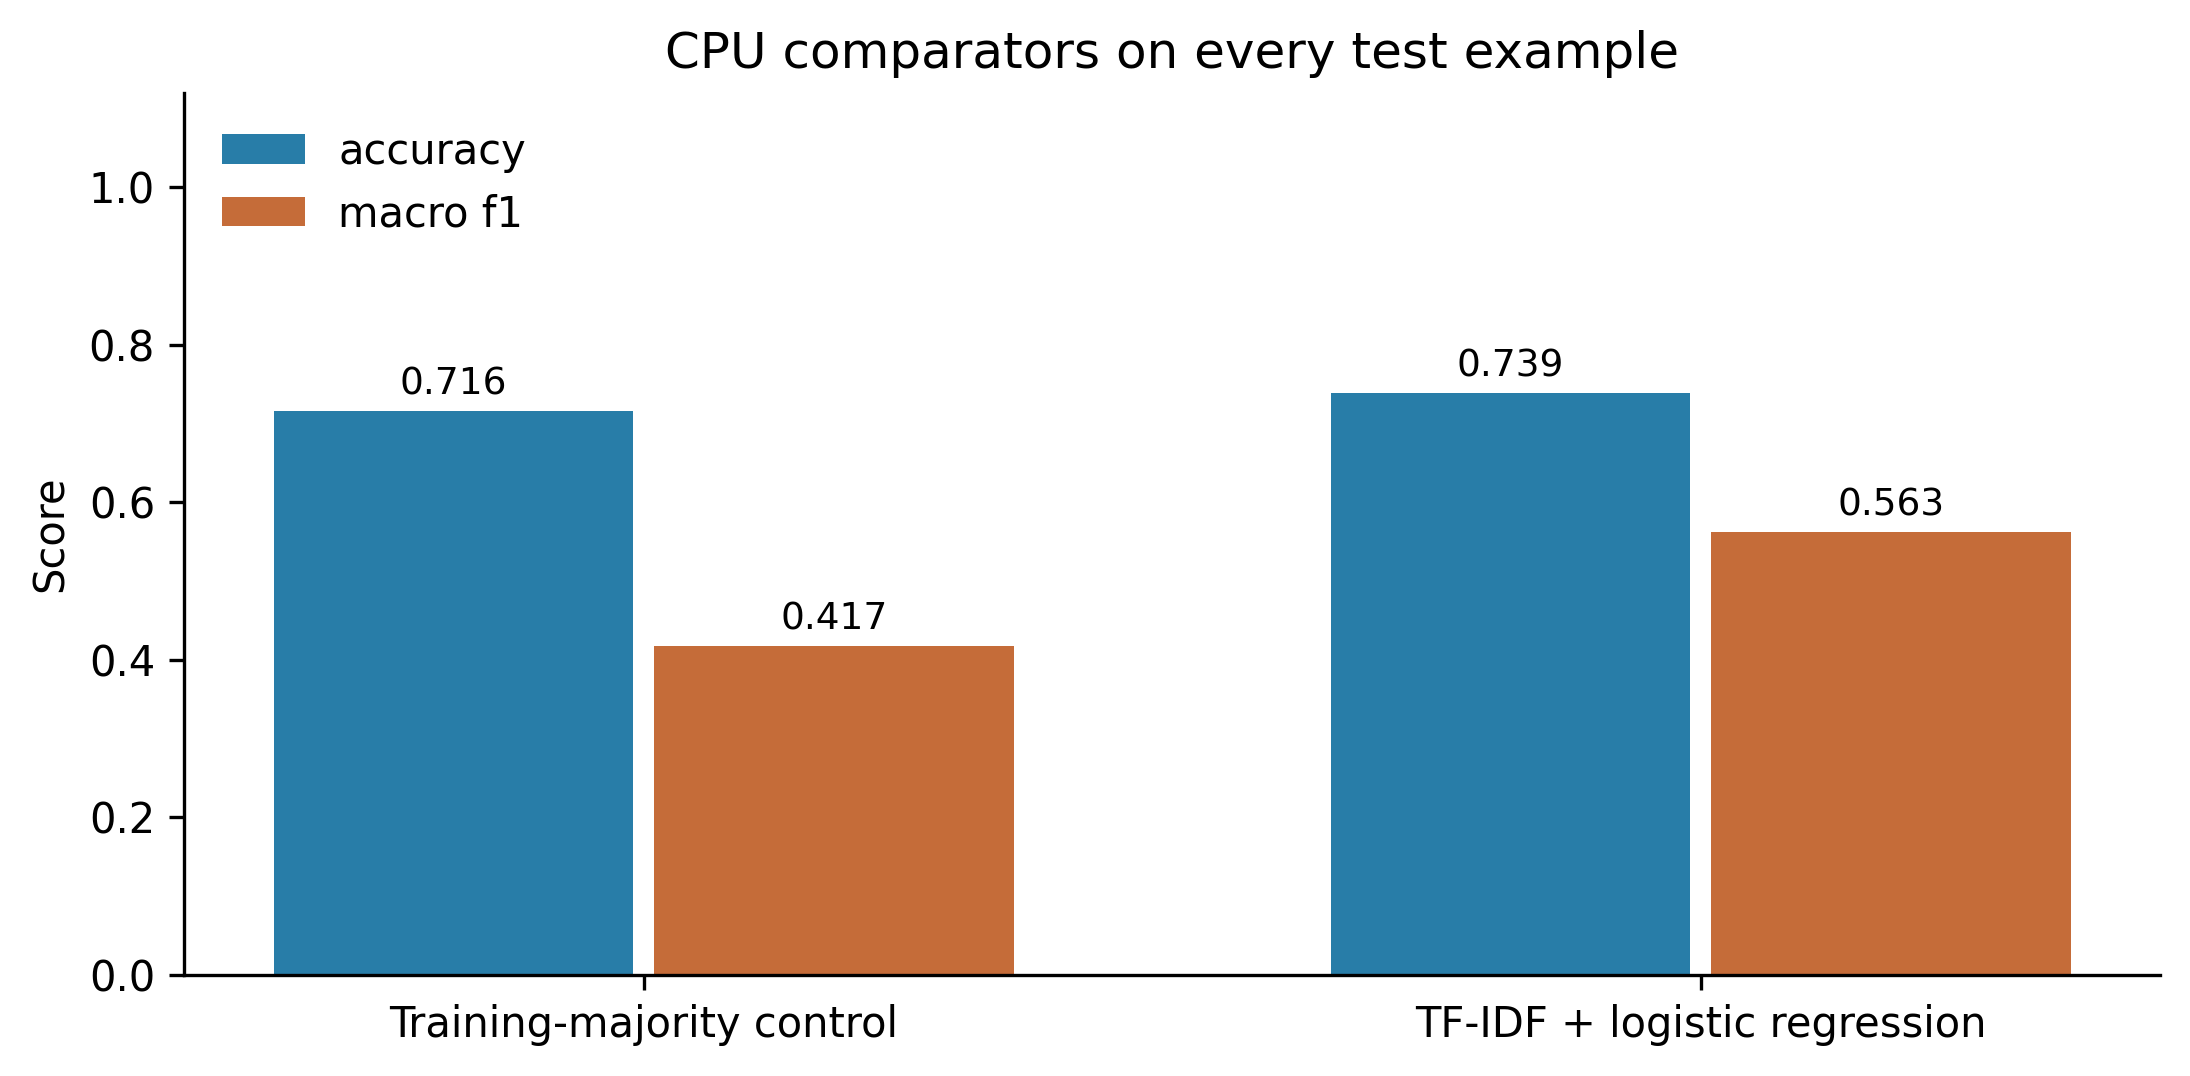 CPU comparators on every test example
accuracy
macro f1
Score
1.0
0.8
0.6
0.4
0.2
0.0
0.716
0.417
0.739
0.563
Training-majority control
TF-IDF + logistic regression